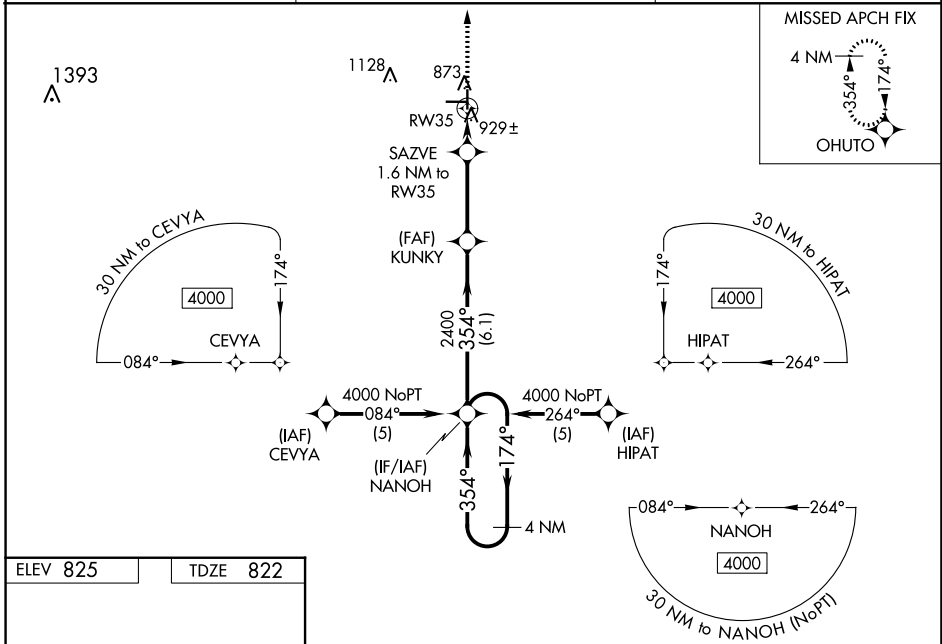 MISSED APCH FIX
4 NM
354°
174°
OHUTO
1393
1128
873
RW35
929±
SAZVE
1.6 NM to
RW35
(FAF)
KUNKY
2400
354°
(6.1)
30 NM to CEVYA
4000
174°
CEVYA
084°
30 NM to HIPAT
174°
4000
HIPAT
264°
4000 NoPT
084°
(5)
(IAF)
CEVYA
4000 NoPT
264°
(5)
(IAF)
HIPAT
(IF/IAF)
NANOH
354°
174°
4 NM
084°
264°
NANOH
4000
30 NM to NANOH (NoPT)
ELEV 825
TDZE 822